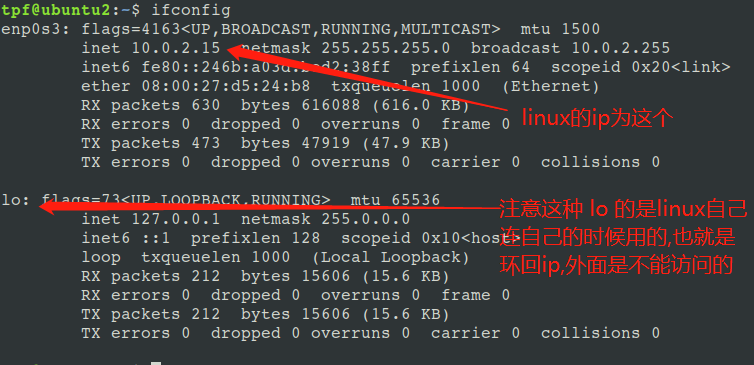 tpf@ubuntu2:~$ ifconfig
enp0s3: flags=4163<UP,BROADCAST,RUNNING,MULTICAST>  mtu 1500
inet 10.0.2.15  netmask 255.255.255.0  broadcast 10.0.2.255
inet6 fe80::246b:a03d: 2:38ff  prefixlen 64  scopeid 0x20<link>
ether 08:00:27:d5:24:b8  txqueuelen 1000  (Ethernet)
RX packets 630  bytes 616088 (616.0 KB)
RX errors 0  dropped 0  overruns 0  frame 0
linux的ip为这个
TX packets 473  bytes 47919 (47.9 KB)
TX errors 0  dropped 0 overruns 0  carrier 0  collisions 0
lo: flags=73<UP,LOOPBACK,RUNNING>  mtu 65536
inet 127.0.0.1  netmask 255.0.0.0
inet6 ::1  prefixlen 128  scopeid 0x10<host>
loop  txqueuelen 1000  (Local Loopback)
RX packets 212  bytes 15606 (15.6 KB)
RX errors 0  dropped 0  overruns 0  frame 0
TX packets 212  bytes 15606 (15.6 KB)
TX errors 0  dropped 0 overruns 0  carrier 0  collisions 0
注意这种 lo 的是linux自己
连自己的时候用的,也就是
环回ip,外面是不能访问的